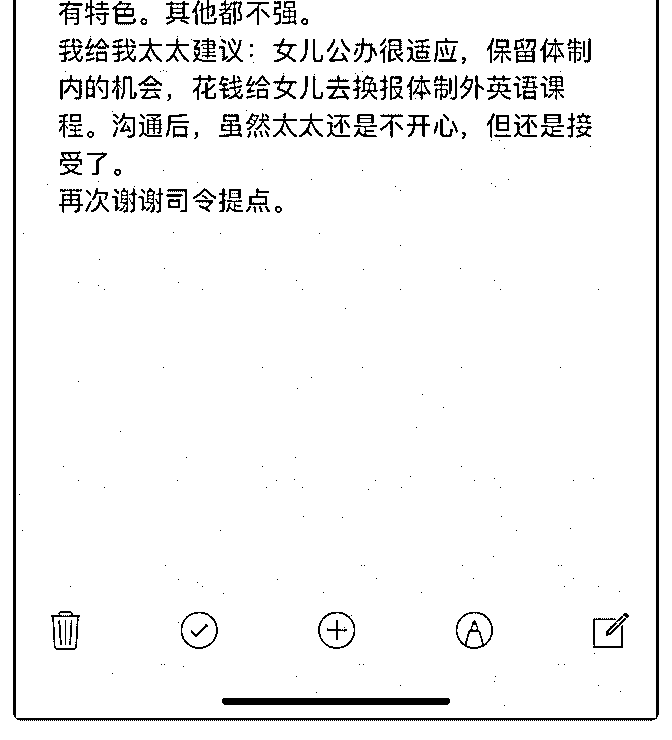 有特色。其他都不强。
我给我太太建议：女儿公办很适应，保留体制
内的机会，花钱给女儿去换报体制外英语课
程。沟通后，虽然太太还是不开心，但还是接
受了。
再次谢谢司令提点。